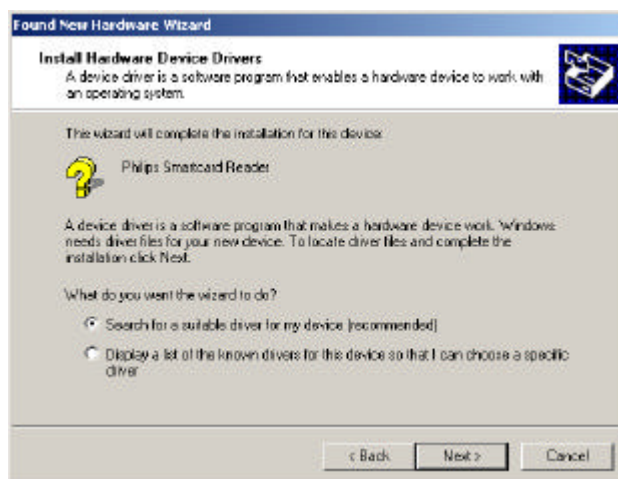 Found New Hardware Wizard
Install Hardware Device Drivers
A device driver is a software program that enables a hardware device to work with
an operating system.
This wizard will complete the installation for this device:
Philips Smartcard Reader
A device driver is a software program that makes a hardware device work. Windows
needs driver files for your new device. To locate driver files and complete the
installation click Next.
What do you want the wizard to do?
Search for a suitable driver for my device (recommended)
Display a list of the known drivers for this device so that I can choose a specific
driver
< Back Next > Cancel